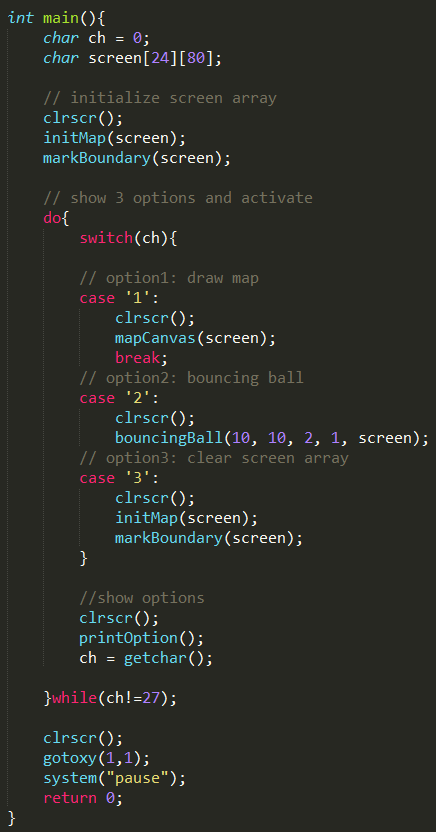 int main(){
    char ch = 0;
    char screen[24][80];

    // initialize screen array
    clrscr();
    initMap(screen);
    markBoundary(screen);

    // show 3 options and activate
    do{
        switch(ch){

        // option1: draw map
        case '1':
            clrscr();
            mapCanvas(screen);
            break;
        // option2: bouncing ball
        case '2':
            clrscr();
            bouncingBall(10, 10, 2, 1, screen);
        // option3: clear screen array
        case '3':
            clrscr();
            initMap(screen);
            markBoundary(screen);
        }

        //show options
        clrscr();
        printOption();
        ch = getchar();

    }while(ch!=27);

    clrscr();
    gotoxy(1,1);
    system("pause");
    return 0;
}